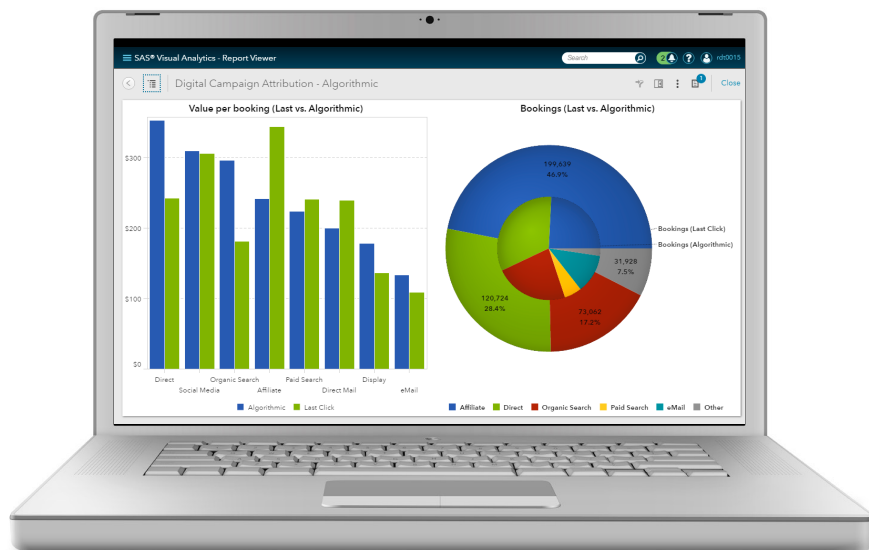 SAS® Visual Analytics - Report Viewer
Search
2
?
rdt0015
Digital Campaign Attribution - Algorithmic
1
Close
Value per booking (Last vs. Algorithmic)
$300
$200
$100
$0
Direct
Social Media
Organic Search
Affiliate
Paid Search
Direct Mail
Display
eMail
Algorithmic
Last Click
Bookings (Last vs. Algorithmic)
199,639
46.9%
Bookings (Last Click)
Bookings (Algorithmic)
31,928
7.5%
120,724
28.4%
73,062
17.2%
Affiliate
Direct
Organic Search
Paid Search
eMail
Other